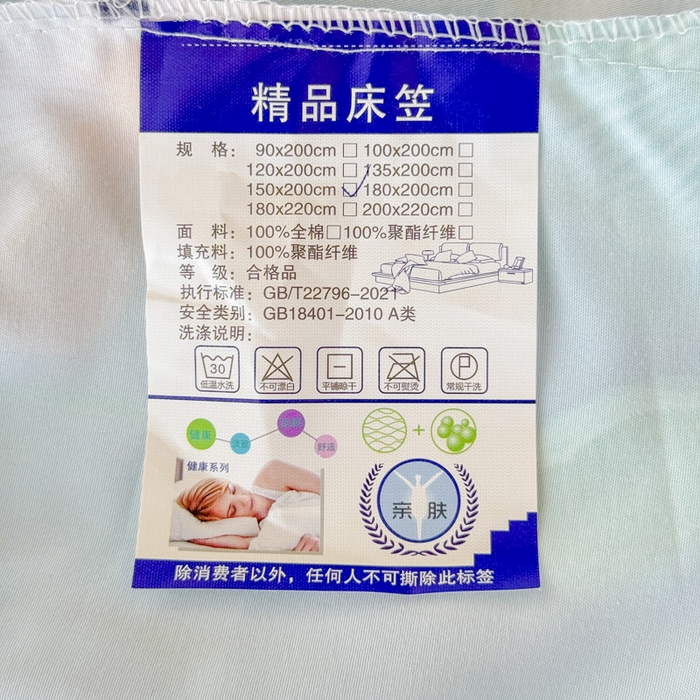 精品床笠
规 格: 90x200cm □ 100x200cm □
120x200cm □ 135x200cm □
150x200cm ☑ 180x200cm □
180x220cm □ 200x220cm □
面 料: 100%全棉□100%聚酯纤维□
填充料: 100%聚酯纤维
等 级: 合格品
执行标准: GB/T22796-2021
安全类别: GB18401-2010 A类
洗涤说明:
30 P
低温水洗 不可漂白 平铺晾干 不可熨烫 常规干洗
健康 舒适
健康系列
亲肤
除消费者以外，任何人不可撕除此标签